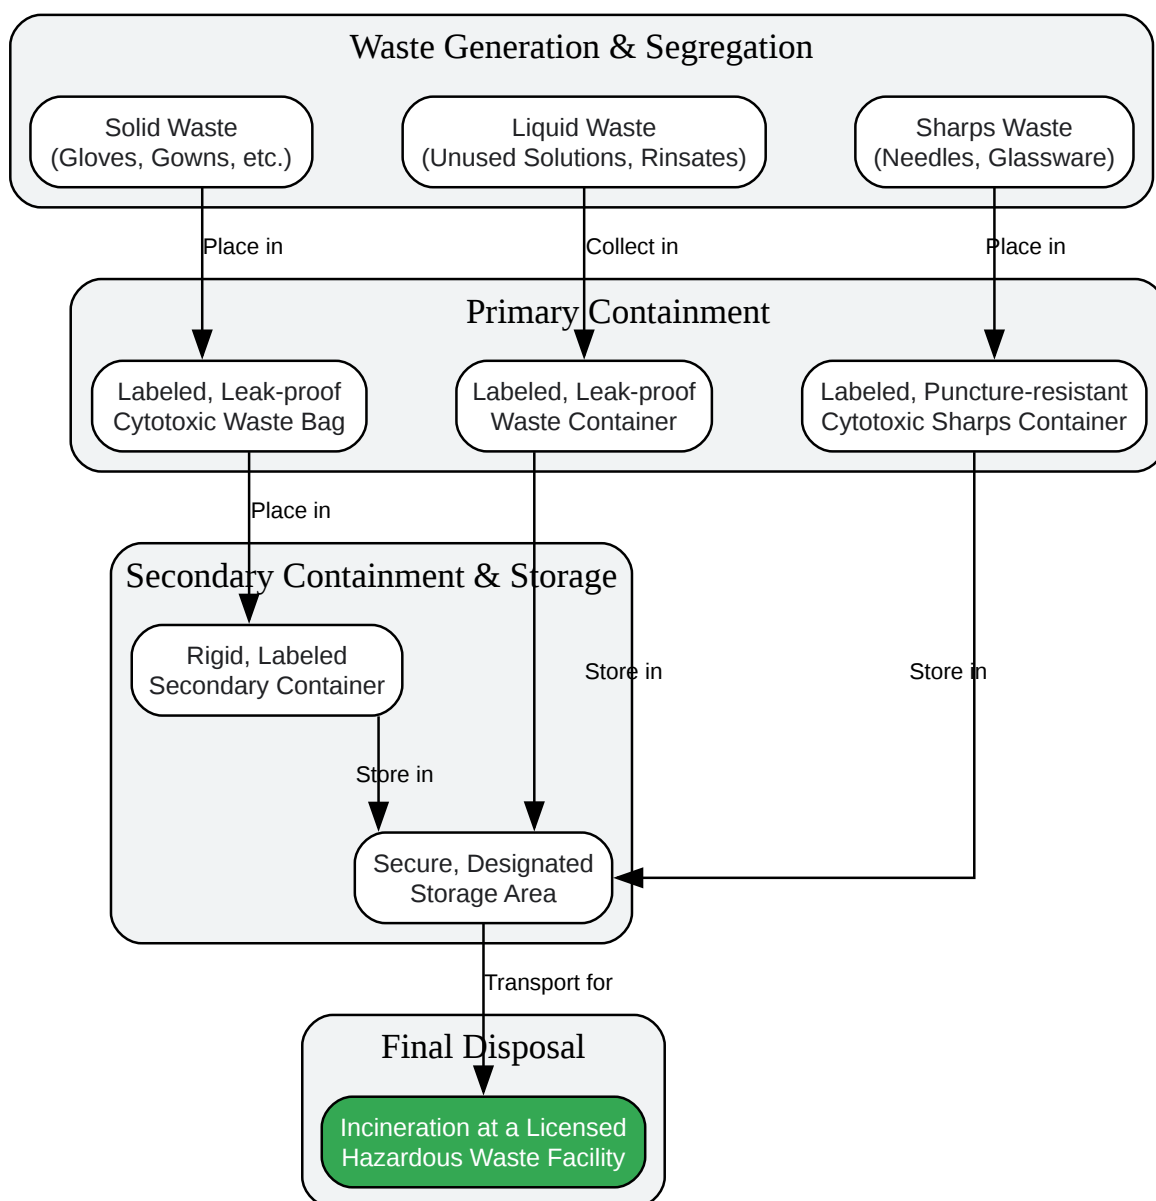 Waste Generation & Segregation
Solid Waste
(Gloves, Gowns, etc.)
Liquid Waste
(Unused Solutions, Rinsates)
Sharps Waste
(Needles, Glassware)
Place in
Collect in
Place in
Primary Containment
Labeled, Leak-proof
Cytotoxic Waste Bag
Labeled, Leak-proof
Waste Container
Labeled, Puncture-resistant
Cytotoxic Sharps Container
Place in
Secondary Containment & Storage
Rigid, Labeled
Secondary Container
Store in
Store in
Store in
Secure, Designated
Storage Area
Transport for
Final Disposal
Incineration at a Licensed
Hazardous Waste Facility